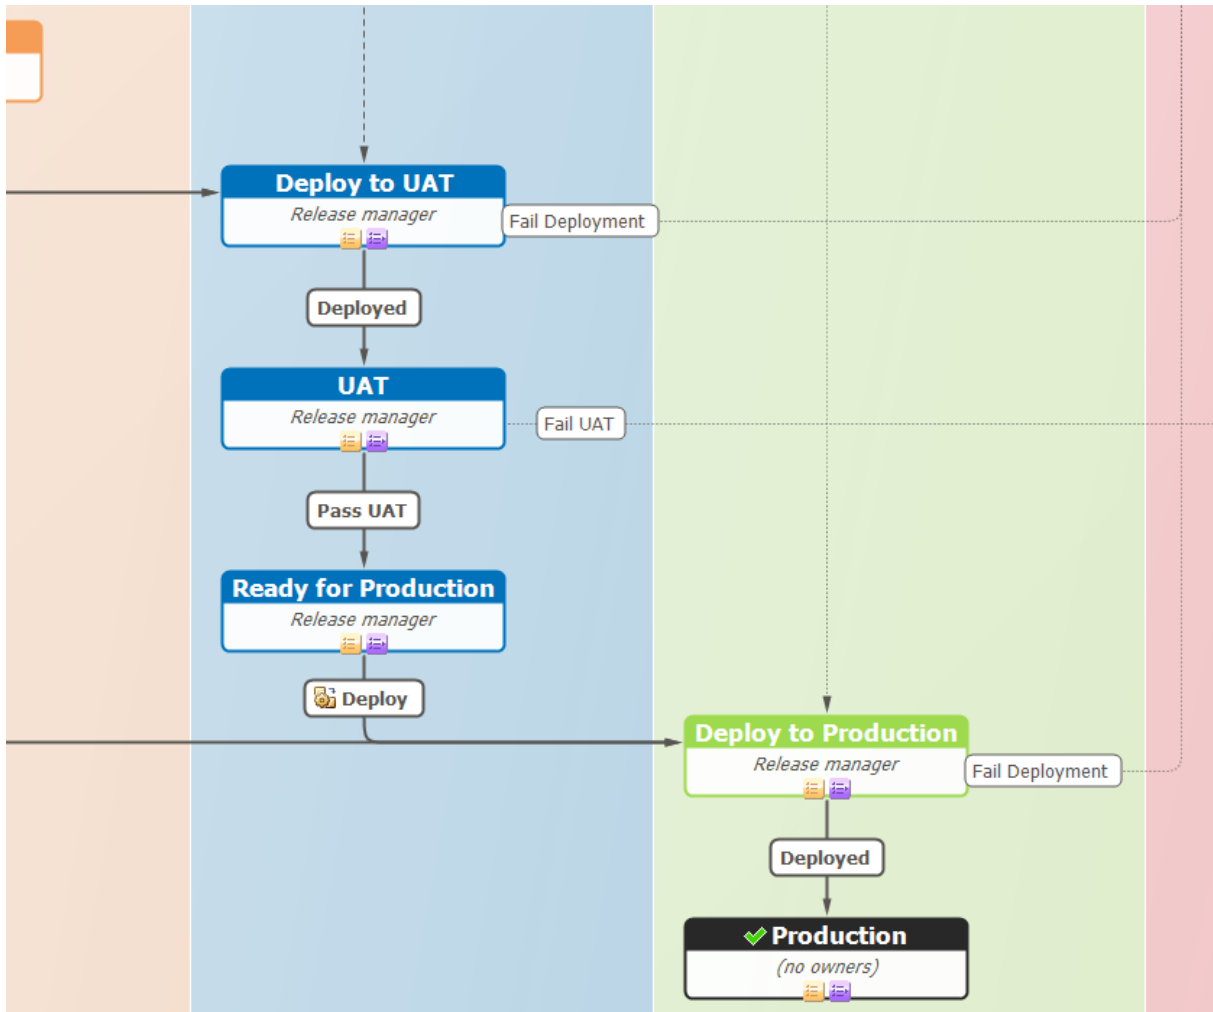 Deploy to UAT
Release manager
Fail Deployment
Deployed
UAT
Release manager
Fail UAT
Pass UAT
Ready for Production
Release manager
Deploy
Deploy to Production
Release manager
Fail Deployment
Deployed
Production
(no owners)